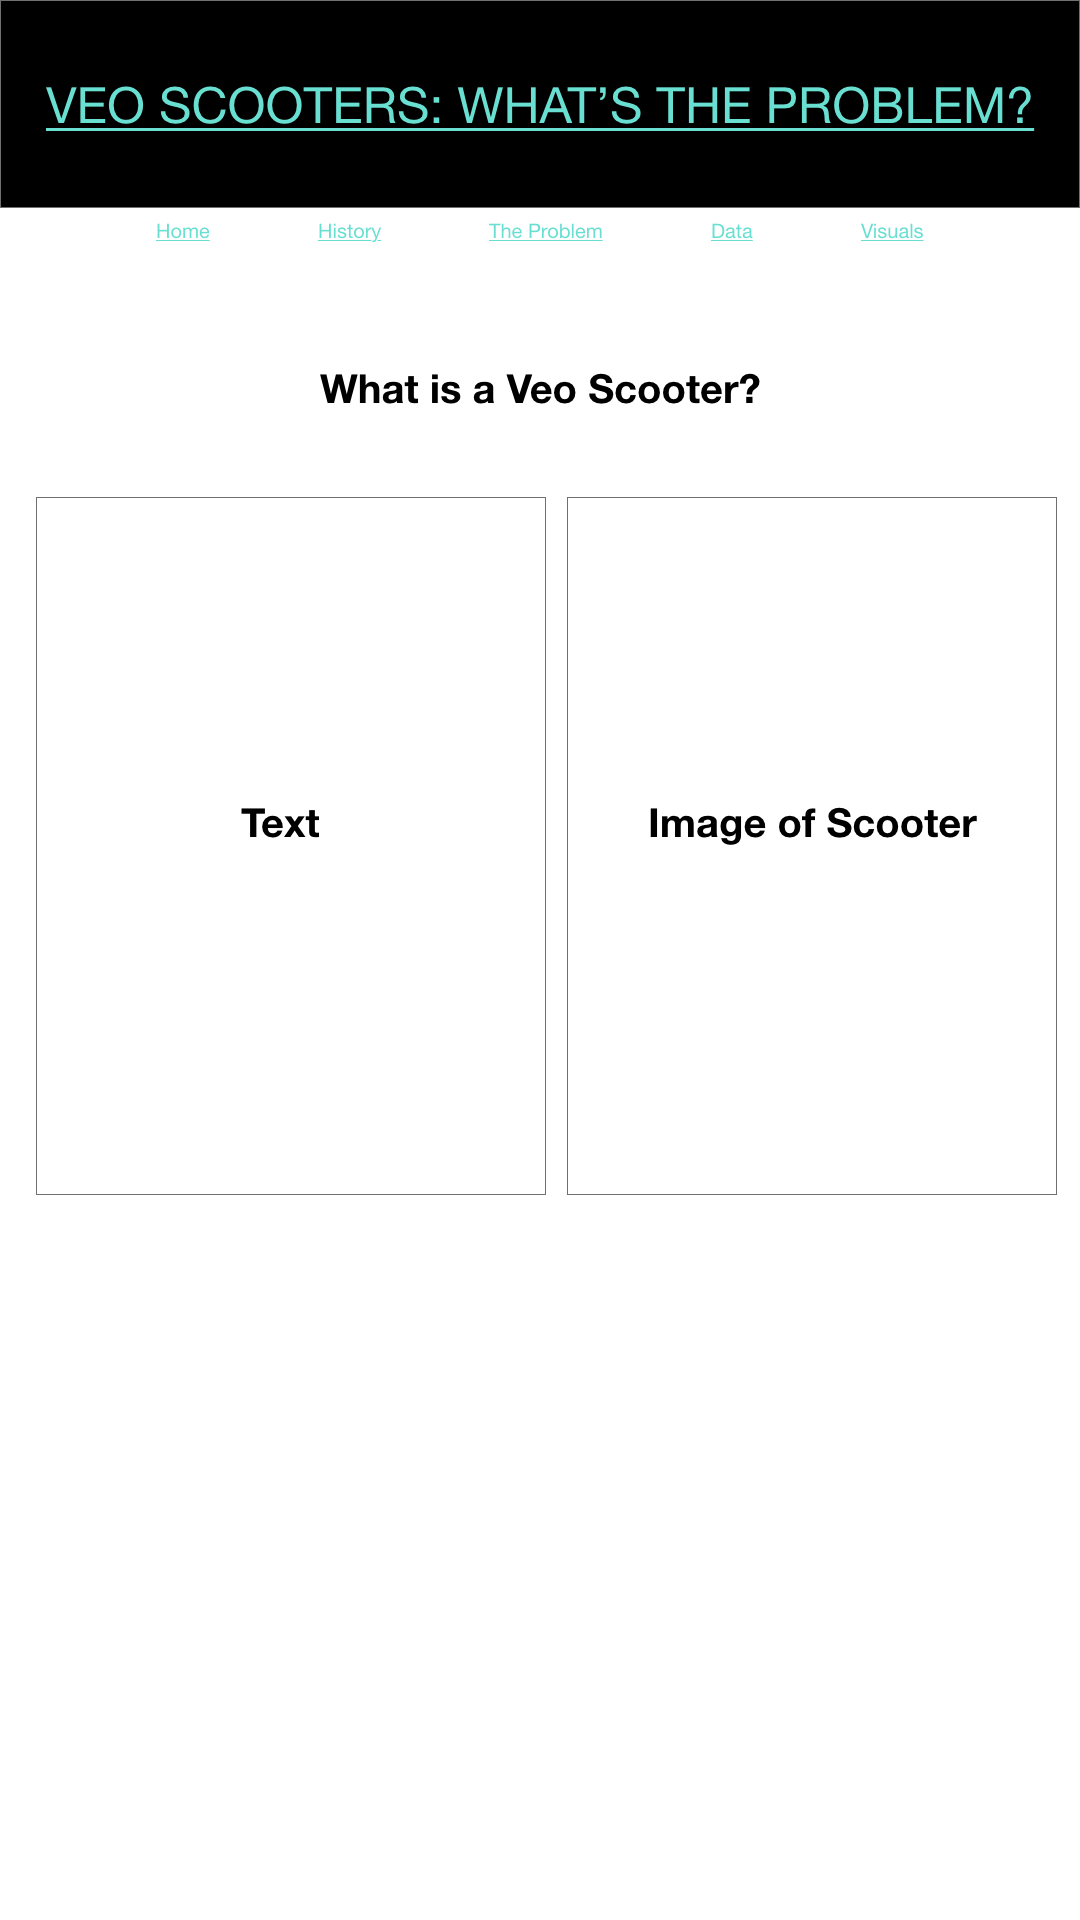 VEO SCOOTERS: WHAT’S THE PROBLEM?
Home History The Problem Data Visuals
What is a Veo Scooter?
Text Image of Scooter